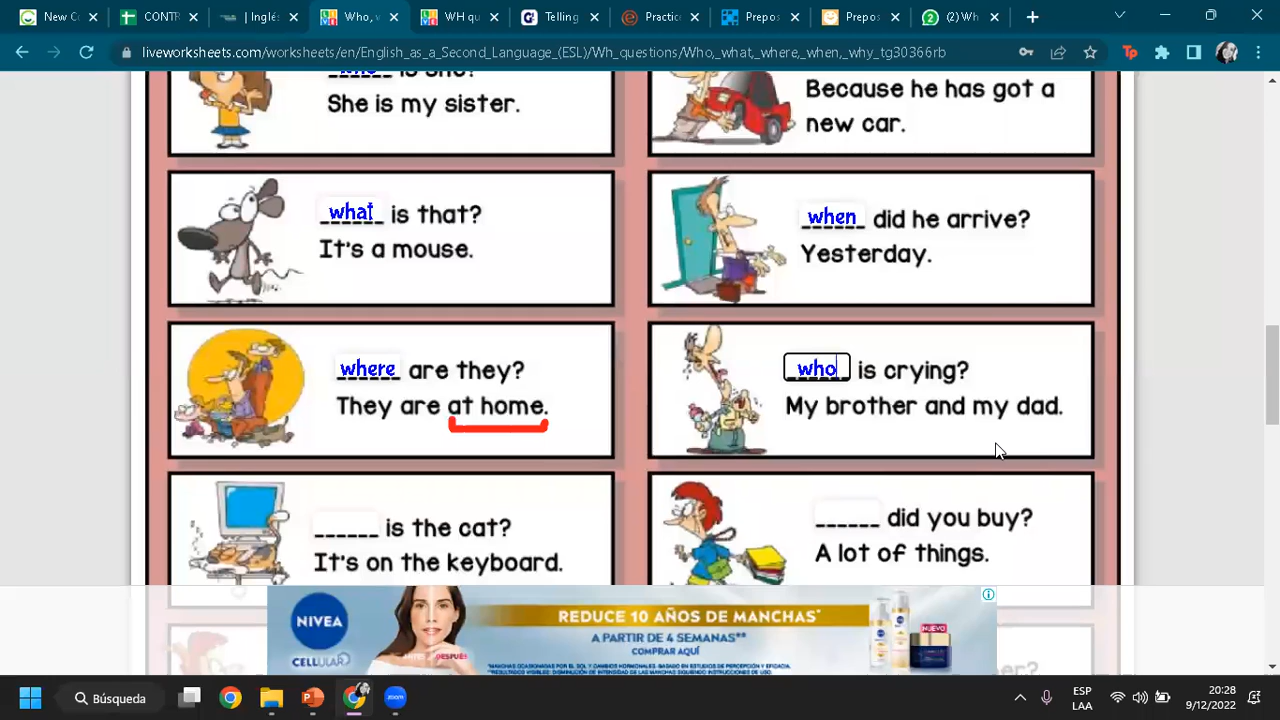 New Co
CONTR
| Inglés
Who, v
WH qu
Telling
Practice
Prepos
Prepos
(2) Wh
liveworksheets.com/worksheets/en/English_as_a_Second_Language_(ESL)/Wh_questions/Who,_what,_where,_when,_why_tg30366rb
who is she?
She is my sister.
Because he has got a
new car.
what is that?
It's a mouse.
when did he arrive?
Yesterday.
where are they?
They are at home.
who is crying?
My brother and my dad.
______ is the cat?
It's on the keyboard.
______ did you buy?
A lot of things.
NIVEA
CELLULAR
ANTES DESPUÉS
REDUCE 10 AÑOS DE MANCHAS*
A PARTIR DE 4 SEMANAS**
COMPRAR AQUÍ
NUEVO
Búsqueda
ESP
LAA
20:28
9/12/2022